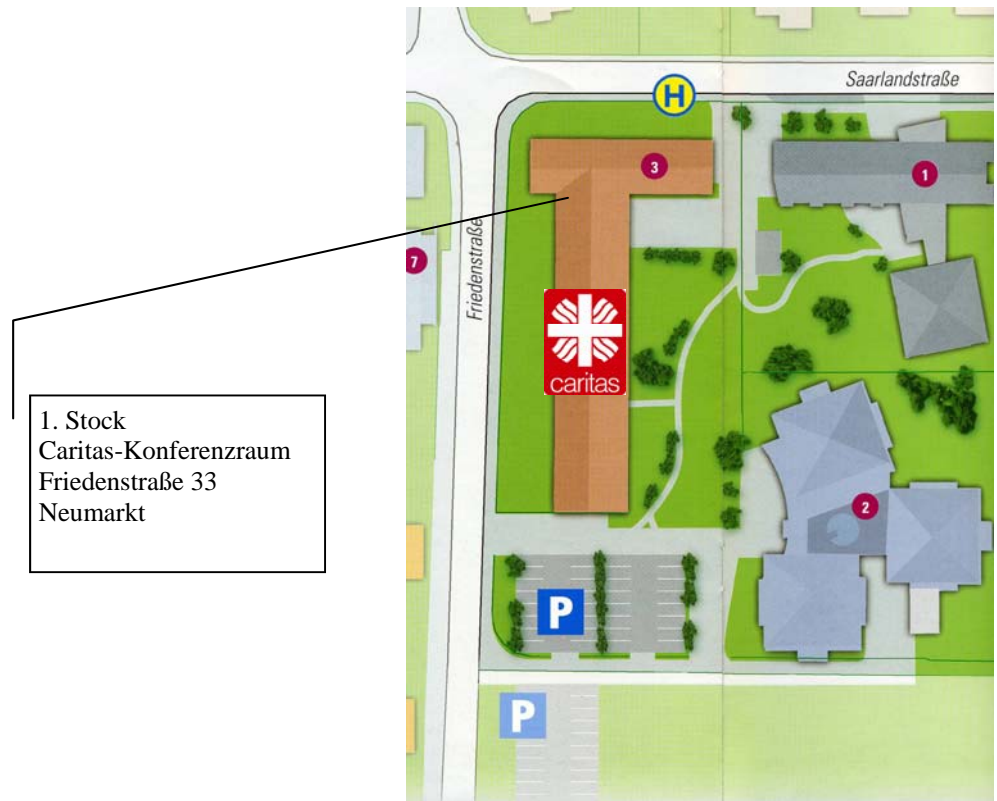 Saarlandstraße
H
3
1
7
Friedenstraße
caritas
1. Stock
Caritas-Konferenzraum
Friedenstraße 33
Neumarkt
2
P
P